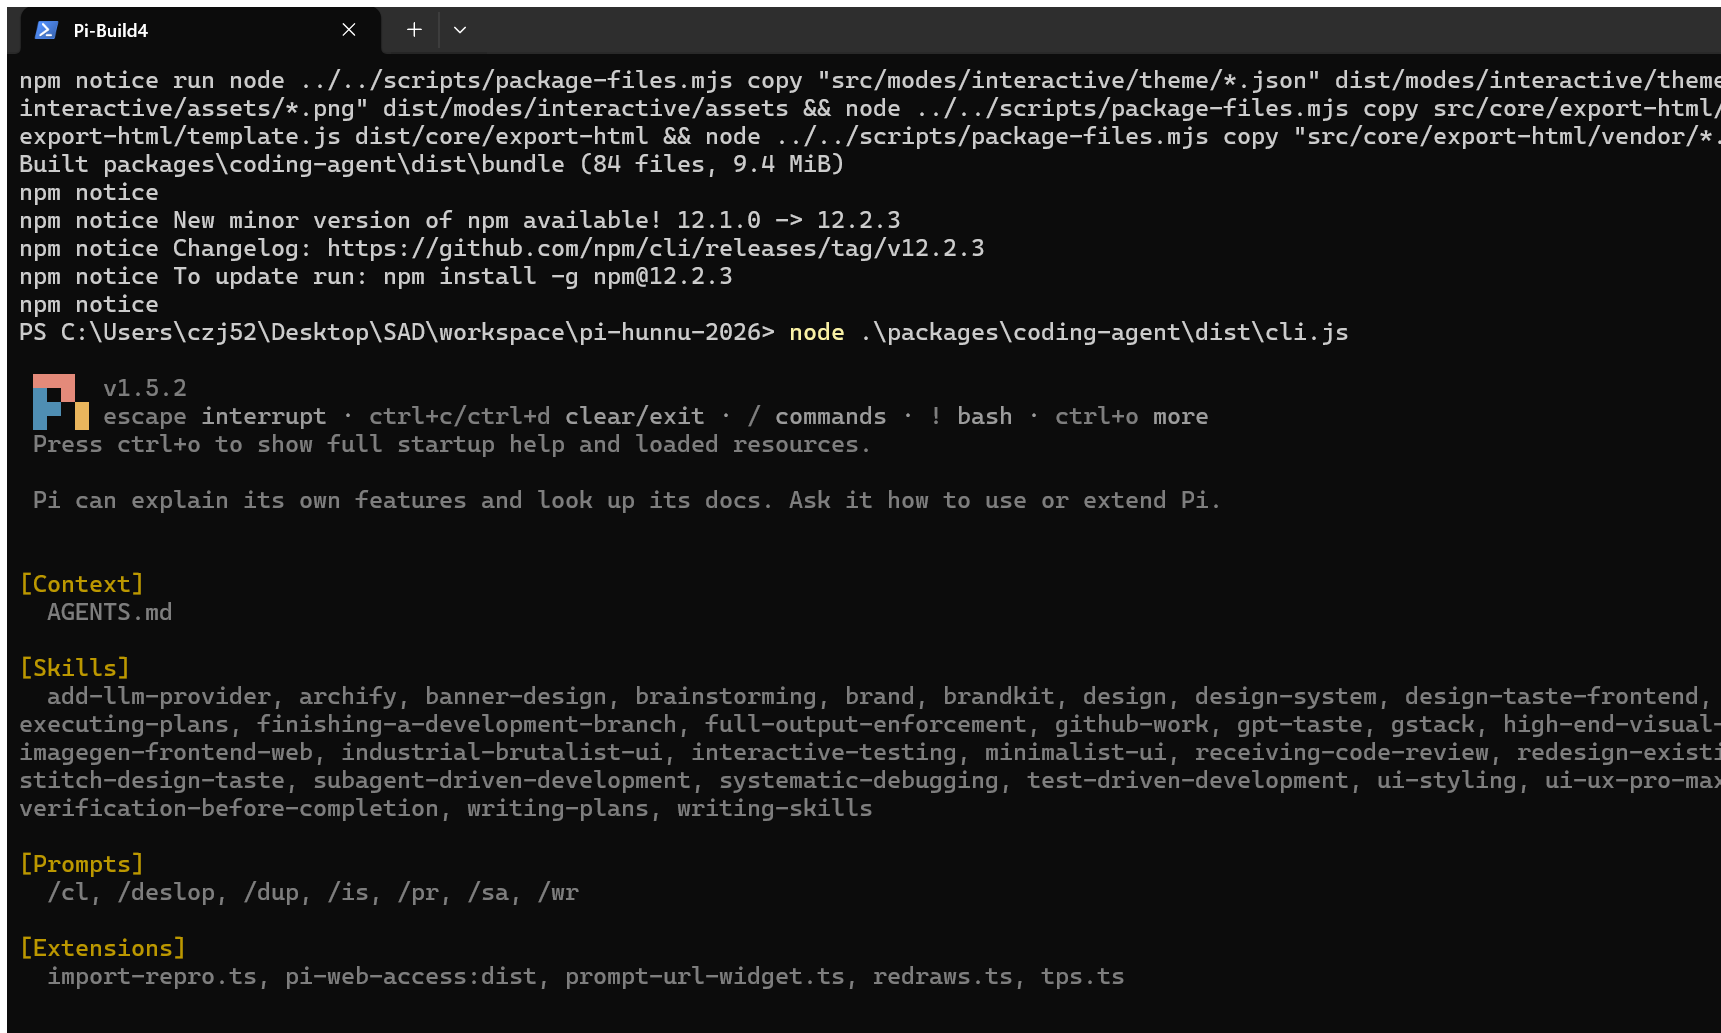 Pi-Build4
npm notice run node ../../scripts/package-files.mjs copy "src/modes/interactive/theme/*.json" dist/modes/interactive/theme
interactive/assets/*.png" dist/modes/interactive/assets && node ../../scripts/package-files.mjs copy src/core/export-html/
export-html/template.js dist/core/export-html && node ../../scripts/package-files.mjs copy "src/core/export-html/vendor/*.
Built packages\coding-agent\dist\bundle (84 files, 9.4 MiB)
npm notice
npm notice New minor version of npm available! 12.1.0 -> 12.2.3
npm notice Changelog: https://github.com/npm/cli/releases/tag/v12.2.3
npm notice To update run: npm install -g npm@12.2.3
npm notice
PS C:\Users\czj52\Desktop\SAD\workspace\pi-hunnu-2026> node .\packages\coding-agent\dist\cli.js
v1.5.2
escape interrupt · ctrl+c/ctrl+d clear/exit · / commands · ! bash · ctrl+o more
Press ctrl+o to show full startup help and loaded resources.
Pi can explain its own features and look up its docs. Ask it how to use or extend Pi.
[Context]
AGENTS.md
[Skills]
add-llm-provider, archify, banner-design, brainstorming, brand, brandkit, design, design-system, design-taste-frontend,
executing-plans, finishing-a-development-branch, full-output-enforcement, github-work, gpt-taste, gstack, high-end-visual-
imagegen-frontend-web, industrial-brutalist-ui, interactive-testing, minimalist-ui, receiving-code-review, redesign-existi
stitch-design-taste, subagent-driven-development, systematic-debugging, test-driven-development, ui-styling, ui-ux-pro-max
verification-before-completion, writing-plans, writing-skills
[Prompts]
/cl, /deslop, /dup, /is, /pr, /sa, /wr
[Extensions]
import-repro.ts, pi-web-access:dist, prompt-url-widget.ts, redraws.ts, tps.ts